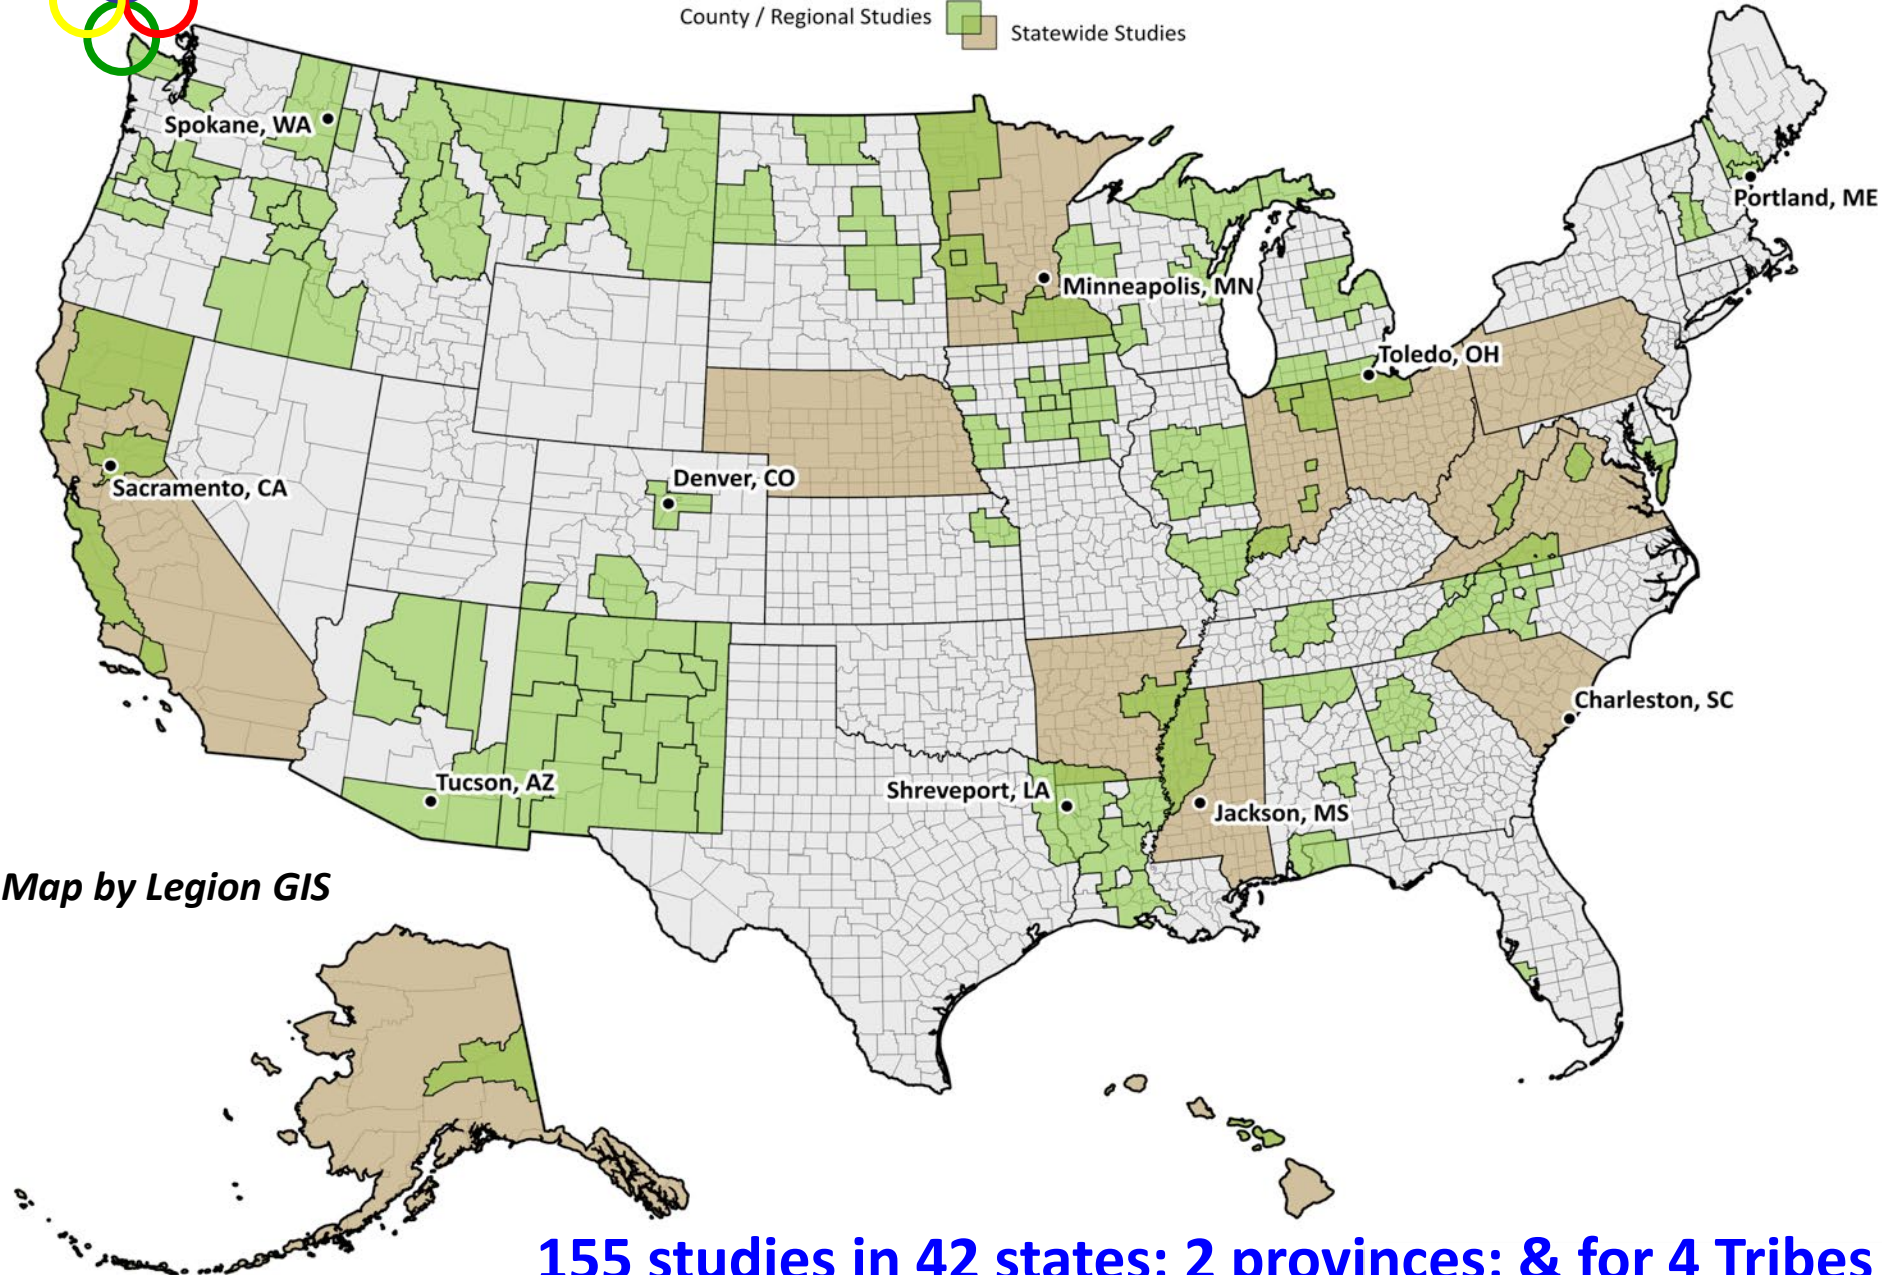 County / Regional Studies
Statewide Studies
Spokane, WA
Portland, ME
Minneapolis, MN
Toledo, OH
Denver, CO
Sacramento, CA
Charleston, SC
Tucson, AZ
Shreveport, LA
Jackson, MS
Map by Legion GIS
155 studies in 42 states; 2 provinces; & for 4 Tribes